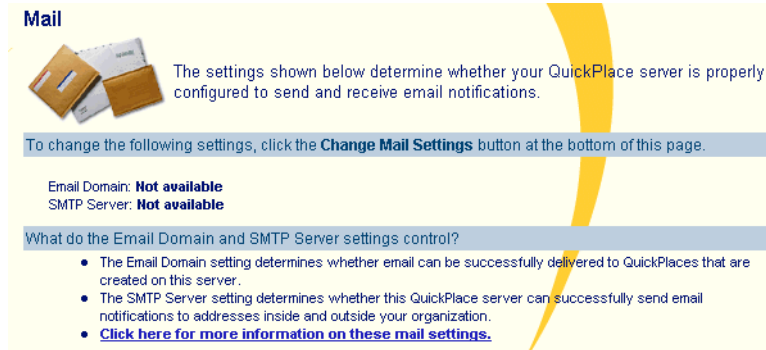 Mail
The settings shown below determine whether your QuickPlace server is properly
configured to send and receive email notifications.
To change the following settings, click the Change Mail Settings button at the bottom of this page.
Email Domain: Not available
SMTP Server: Not available
What do the Email Domain and SMTP Server settings control?
• The Email Domain setting determines whether email can be successfully delivered to QuickPlaces that are
created on this server.
• The SMTP Server setting determines whether this QuickPlace server can successfully send email
notifications to addresses inside and outside your organization.
• Click here for more information on these mail settings.